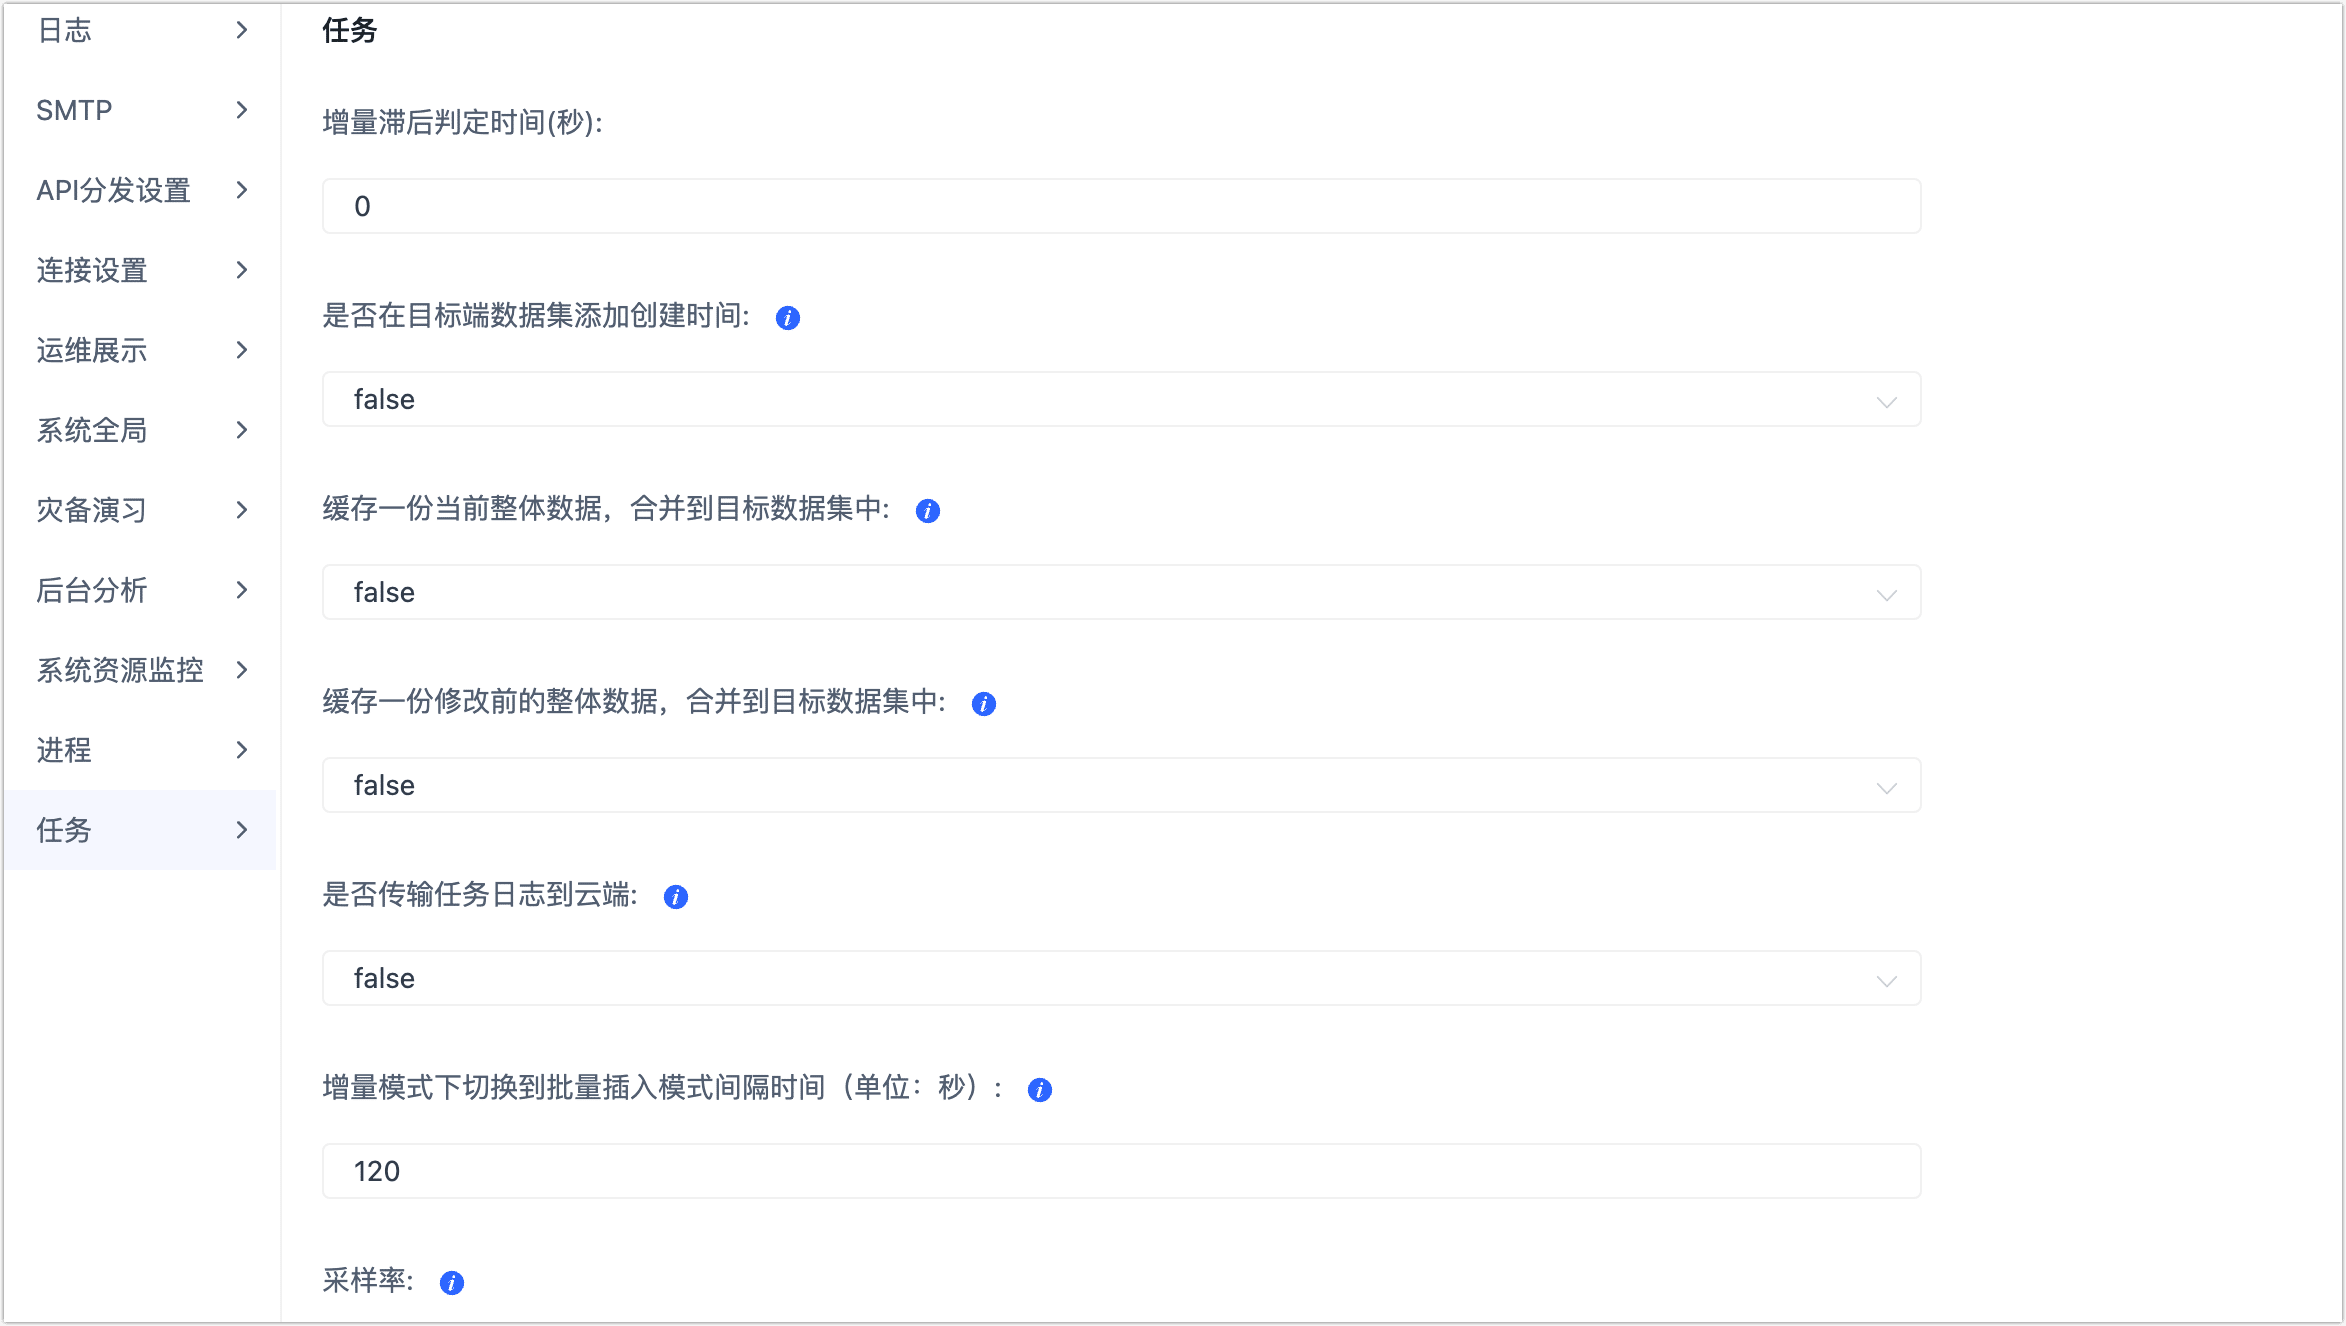 日志
SMTP
API分发设置
连接设置
运维展示
系统全局
灾备演习
后台分析
系统资源监控
进程
任务
任务
增量滞后判定时间(秒):
0
是否在目标端数据集添加创建时间:
false
缓存一份当前整体数据，合并到目标数据集中:
false
缓存一份修改前的整体数据，合并到目标数据集中:
false
是否传输任务日志到云端:
false
增量模式下切换到批量插入模式间隔时间（单位：秒）:
120
采样率: